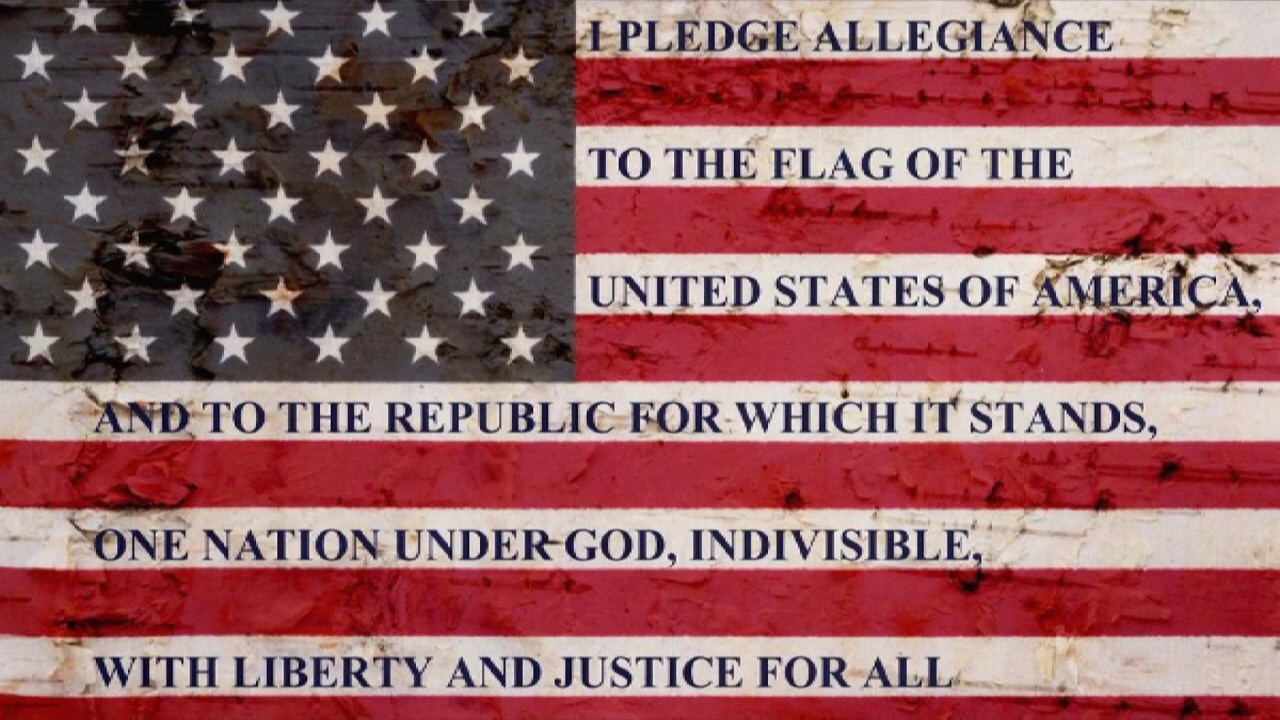 I PLEDGE ALLEGIANCE
TO THE FLAG OF THE
UNITED STATES OF AMERICA,
AND TO THE REPUBLIC FOR WHICH IT STANDS,
ONE NATION UNDER GOD, INDIVISIBLE,
WITH LIBERTY AND JUSTICE FOR ALL